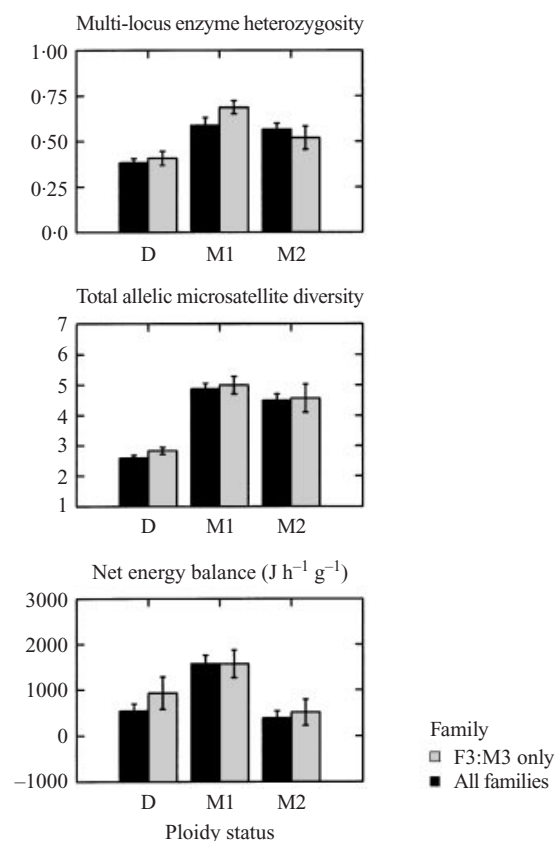 Multi-locus enzyme heterozygosity
1·00
0·75
0·50
0·25
0·0
D M1 M2
Total allelic microsatellite diversity
7
6
5
4
3
2
1
D M1 M2
Net energy balance (J h⁻¹ g⁻¹)
3000
2000
1000
0
−1000
D M1 M2
Ploidy status
Family
F3:M3 only
All families